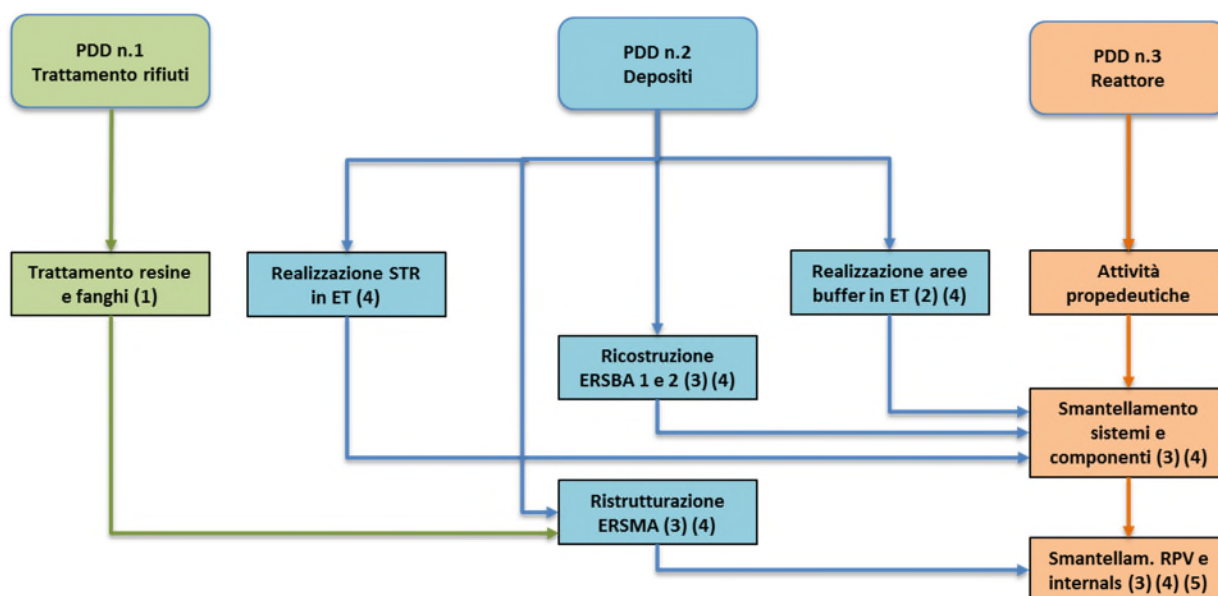 PDD n.1
Trattamento rifiuti
PDD n.2
Depositi
PDD n.3
Reattore
Trattamento resine
e fanghi (1)
Realizzazione STR
in ET (4)
Realizzazione aree
buffer in ET (2) (4)
Attività
propedeutiche
Ricostruzione
ERSBA 1 e 2 (3) (4)
Smantellamento
sistemi e
componenti (3) (4)
Ristrutturazione
ERSMA (3) (4)
Smantellam. RPV e
internals (3) (4) (5)